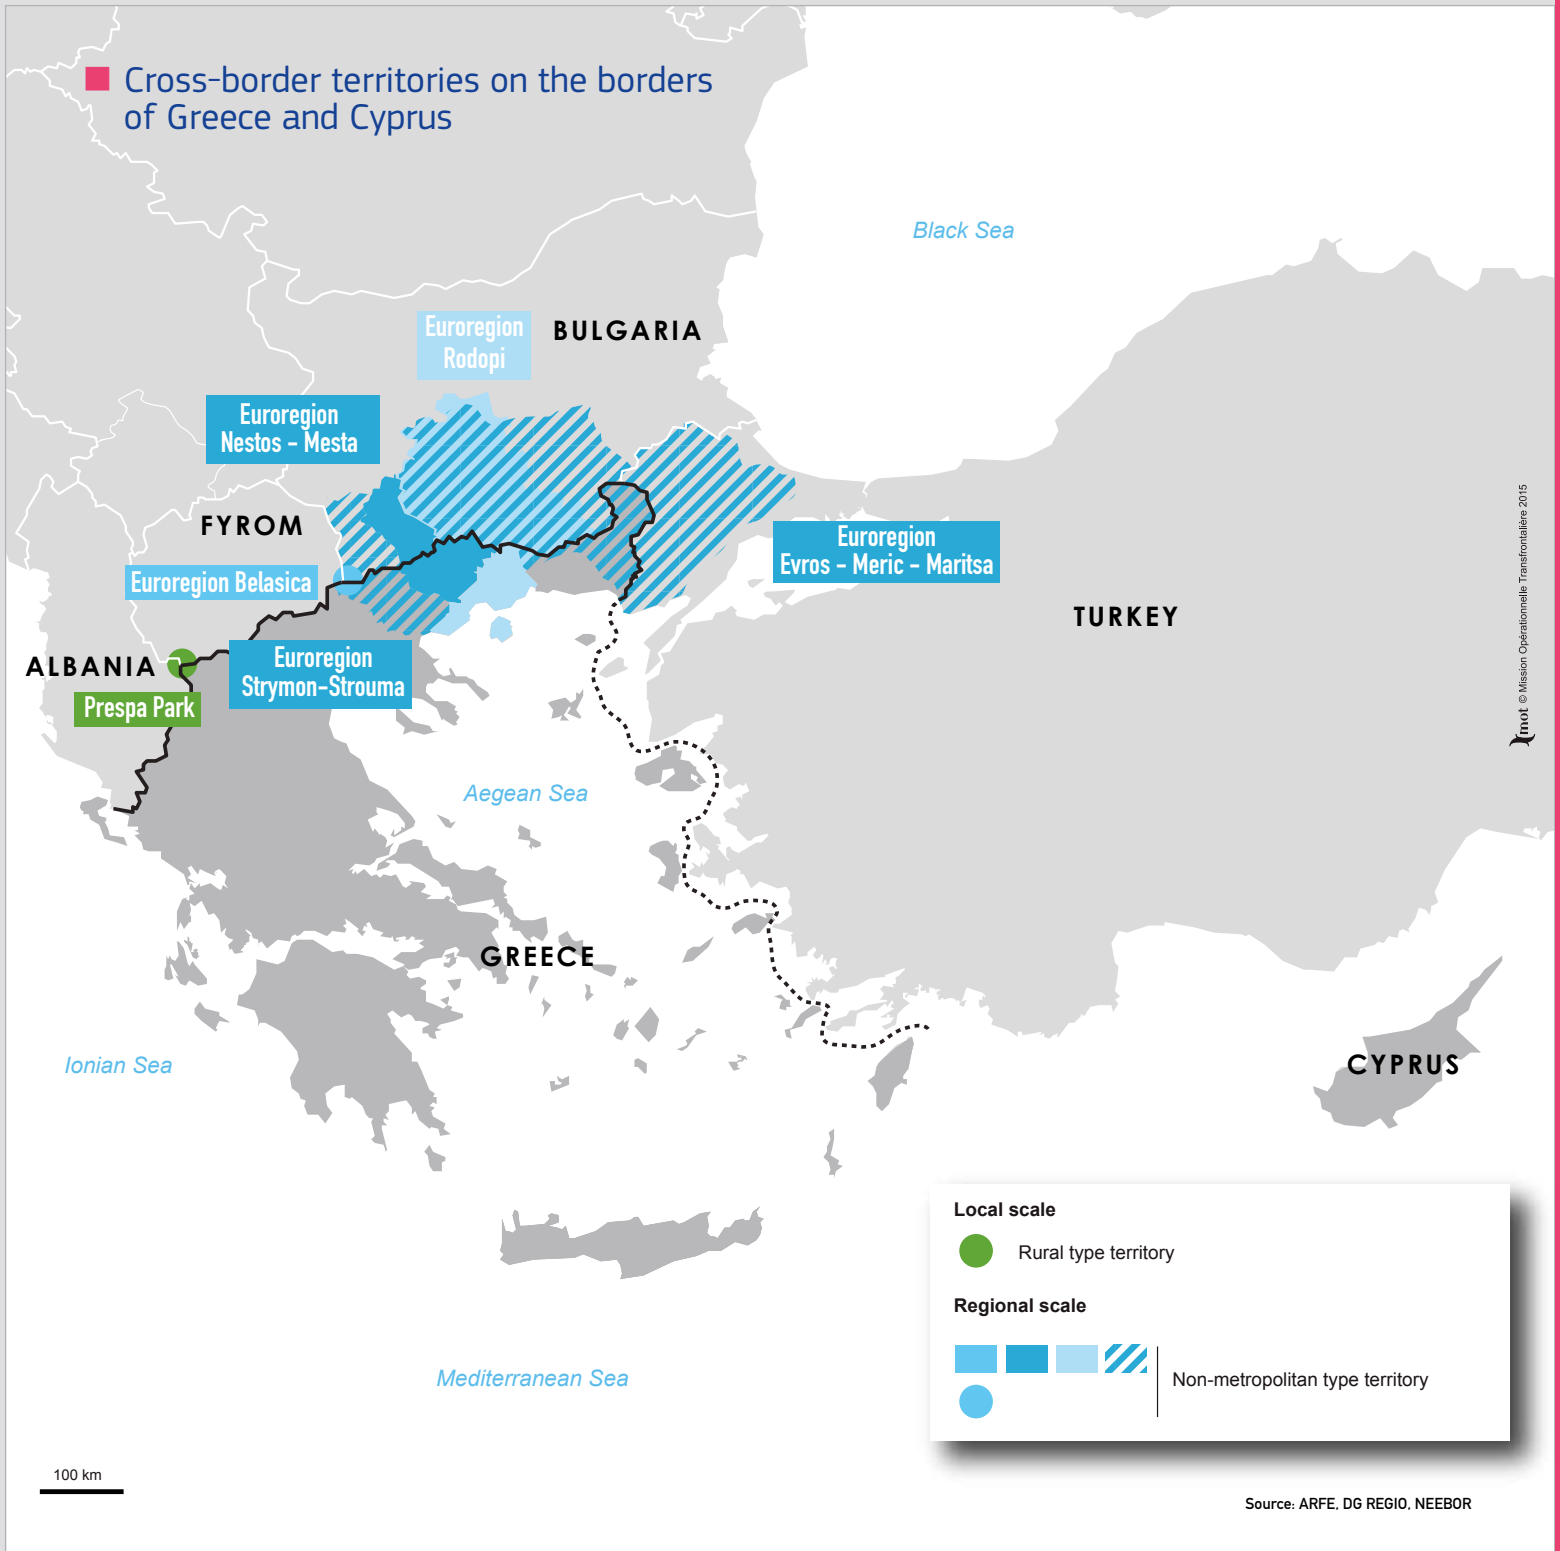 Cross-border territories on the borders
of Greece and Cyprus
Black Sea
Euroregion
Rodopi
BULGARIA
Euroregion
Nestos - Mesta
FYROM
Euroregion
Evros - Meric - Maritsa
Euroregion Belasica
TURKEY
ALBANIA
Euroregion
Strymon-Strouma
Prespa Park
mot © Mission Opérationnelle Transfrontalière 2015
Aegean Sea
GREECE
Ionian Sea
CYPRUS
Local scale
Rural type territory
Regional scale
Non-metropolitan type territory
Mediterranean Sea
100 km
Source: ARFE, DG REGIO, NEEBOR